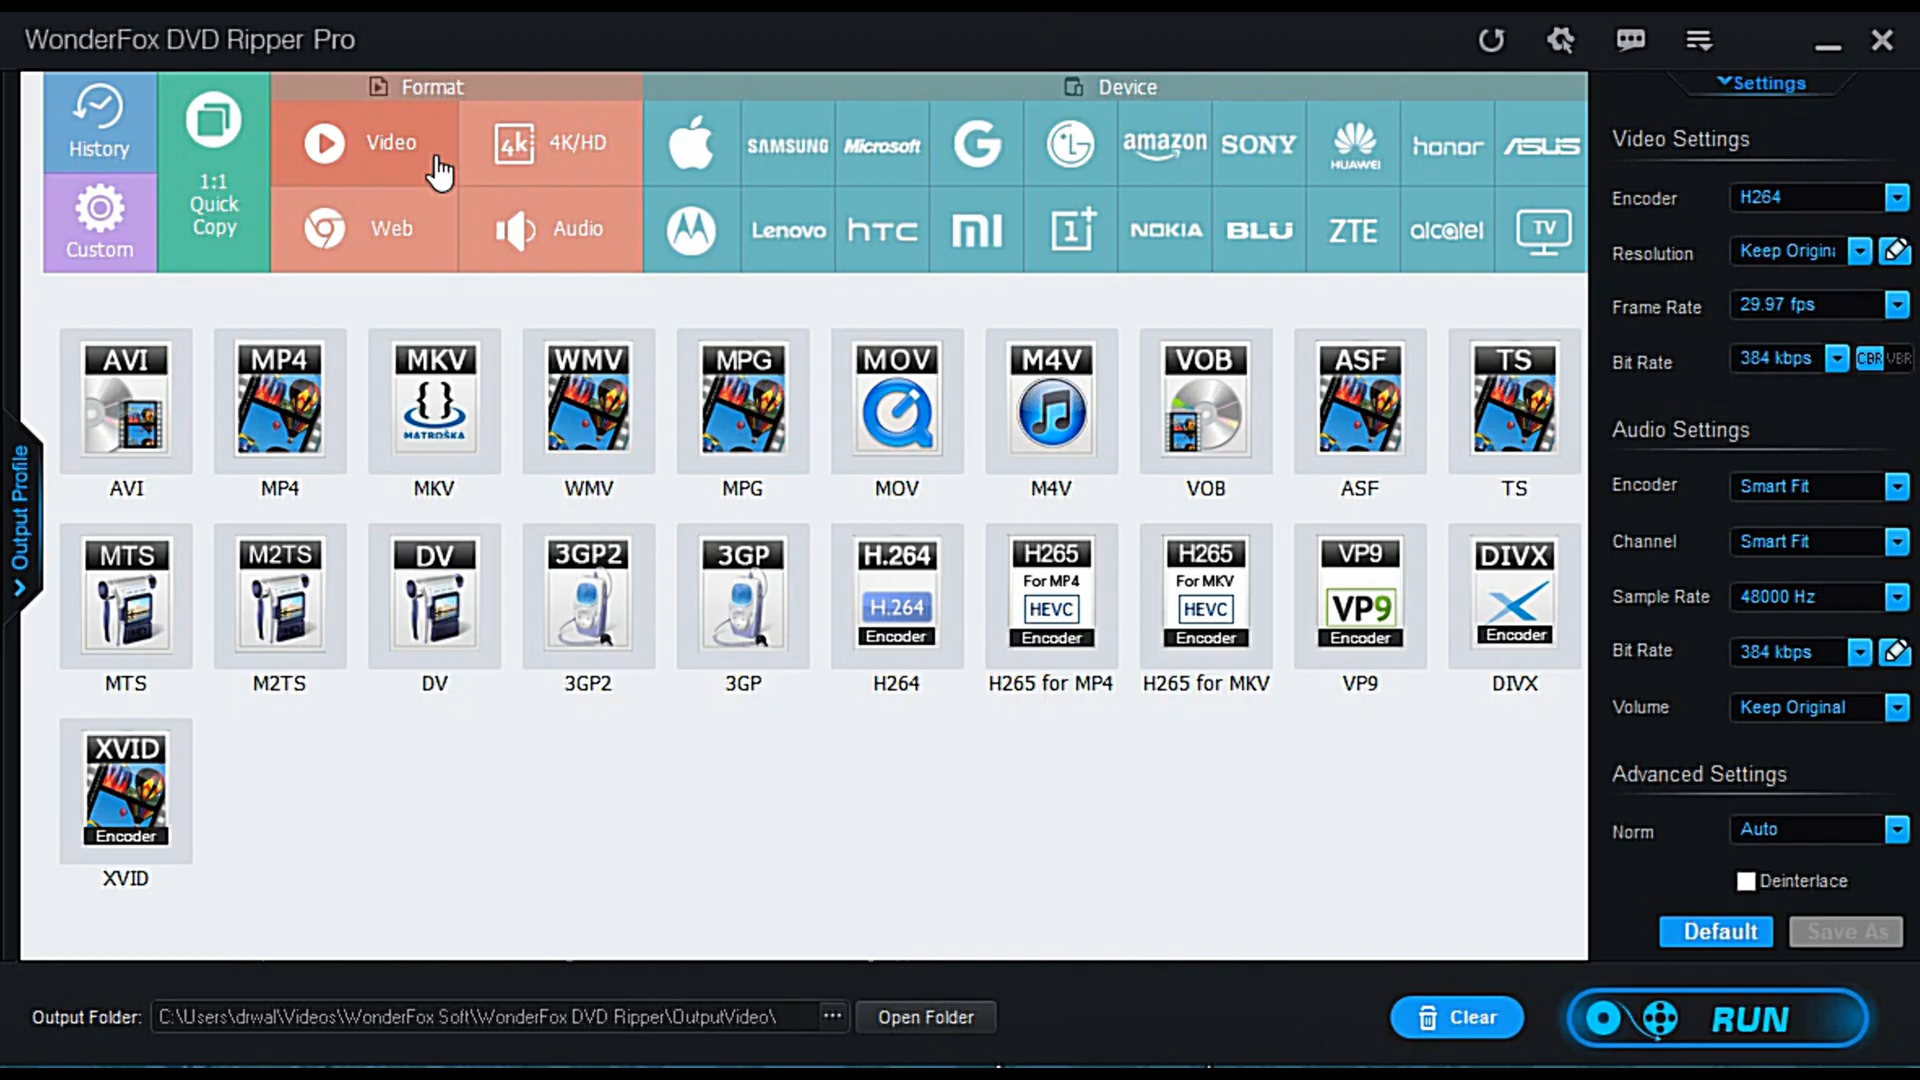 WonderFox DVD Ripper Pro
History
Custom
1:1
Quick
Copy
Format
Video
4k
4K/HD
Web
Audio
Device
SAMSUNG
Microsoft
G
LG
amazon
SONY
HUAWEI
honor
ASUS
Lenovo
hTC
MI
1+
NOKIA
BLU
ZTE
alcatel
TV
Output Profile
AVI
MP4
MKV
MATROŠKA
WMV
MPG
MOV
M4V
VOB
ASF
TS
AVI
MP4
MKV
WMV
MPG
MOV
M4V
VOB
ASF
TS
MTS
M2TS
DV
3GP2
3GP
H.264
H.264
Encoder
H265
For MP4
HEVC
Encoder
H265
For MKV
HEVC
Encoder
VP9
VP9
Encoder
DIVX
Encoder
MTS
M2TS
DV
3GP2
3GP
H264
H265 for MP4
H265 for MKV
VP9
DIVX
XVID
Encoder
XVID
Settings
Video Settings
Encoder H264
Resolution Keep Origin
Frame Rate 29.97 fps
Bit Rate 384 kbps CBR VBR
Audio Settings
Encoder Smart Fit
Channel Smart Fit
Sample Rate 48000 Hz
Bit Rate 384 kbps
Volume Keep Original
Advanced Settings
Norm Auto
Deinterlace
Default Save As
Output Folder: C:\Users\drwal\Videos\WonderFox Soft\WonderFox DVD Ripper\OutputVideo\ ... Open Folder
Clear
RUN